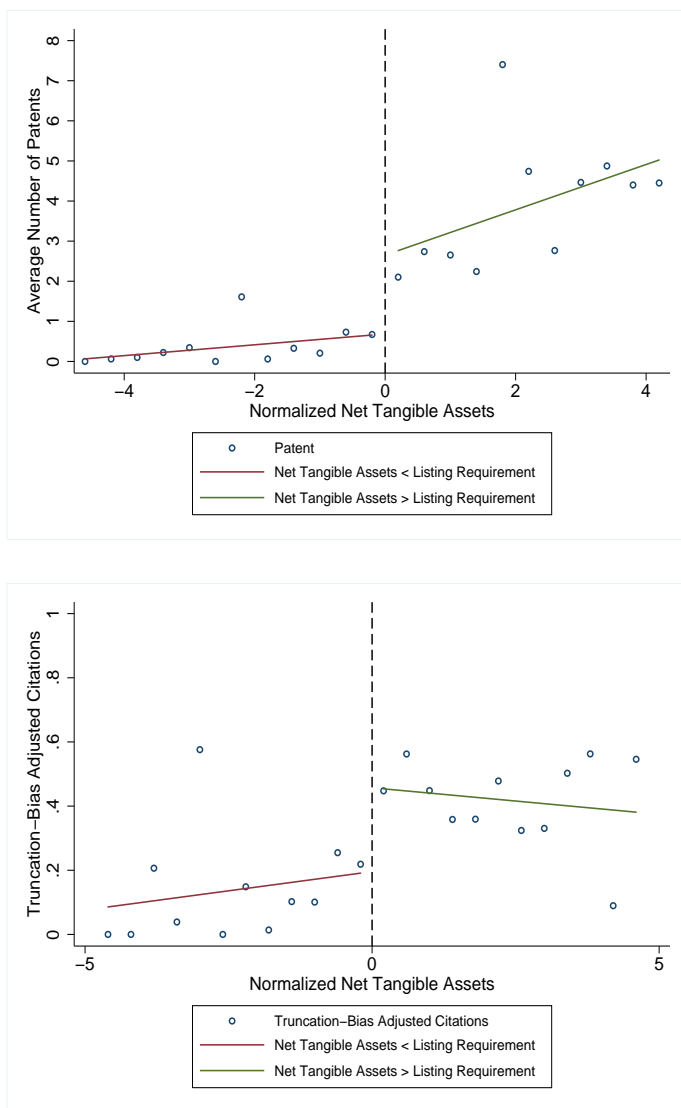 Average Number of Patents
8
7
6
5
4
3
2
1
0
−4
−2
0
2
4
Normalized Net Tangible Assets
Patent
Net Tangible Assets < Listing Requirement
Net Tangible Assets > Listing Requirement
Truncation−Bias Adjusted Citations
1
.8
.6
.4
.2
0
−5
0
5
Normalized Net Tangible Assets
Truncation−Bias Adjusted Citations
Net Tangible Assets < Listing Requirement
Net Tangible Assets > Listing Requirement